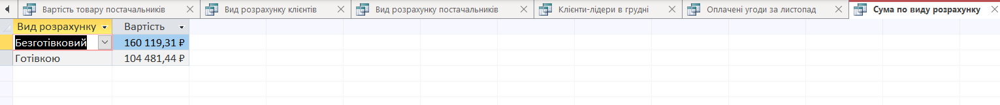 Вартість товару постачальників Вид розрахунку клієнтів Вид розрахунку постачальників Клієнти-лідери в грудні Оплачені угоди за листопад Сума по виду розрахунку
Вид розрахунку Вартість
Безготівковий 160 119,31 ₽
Готівкою 104 481,44 ₽